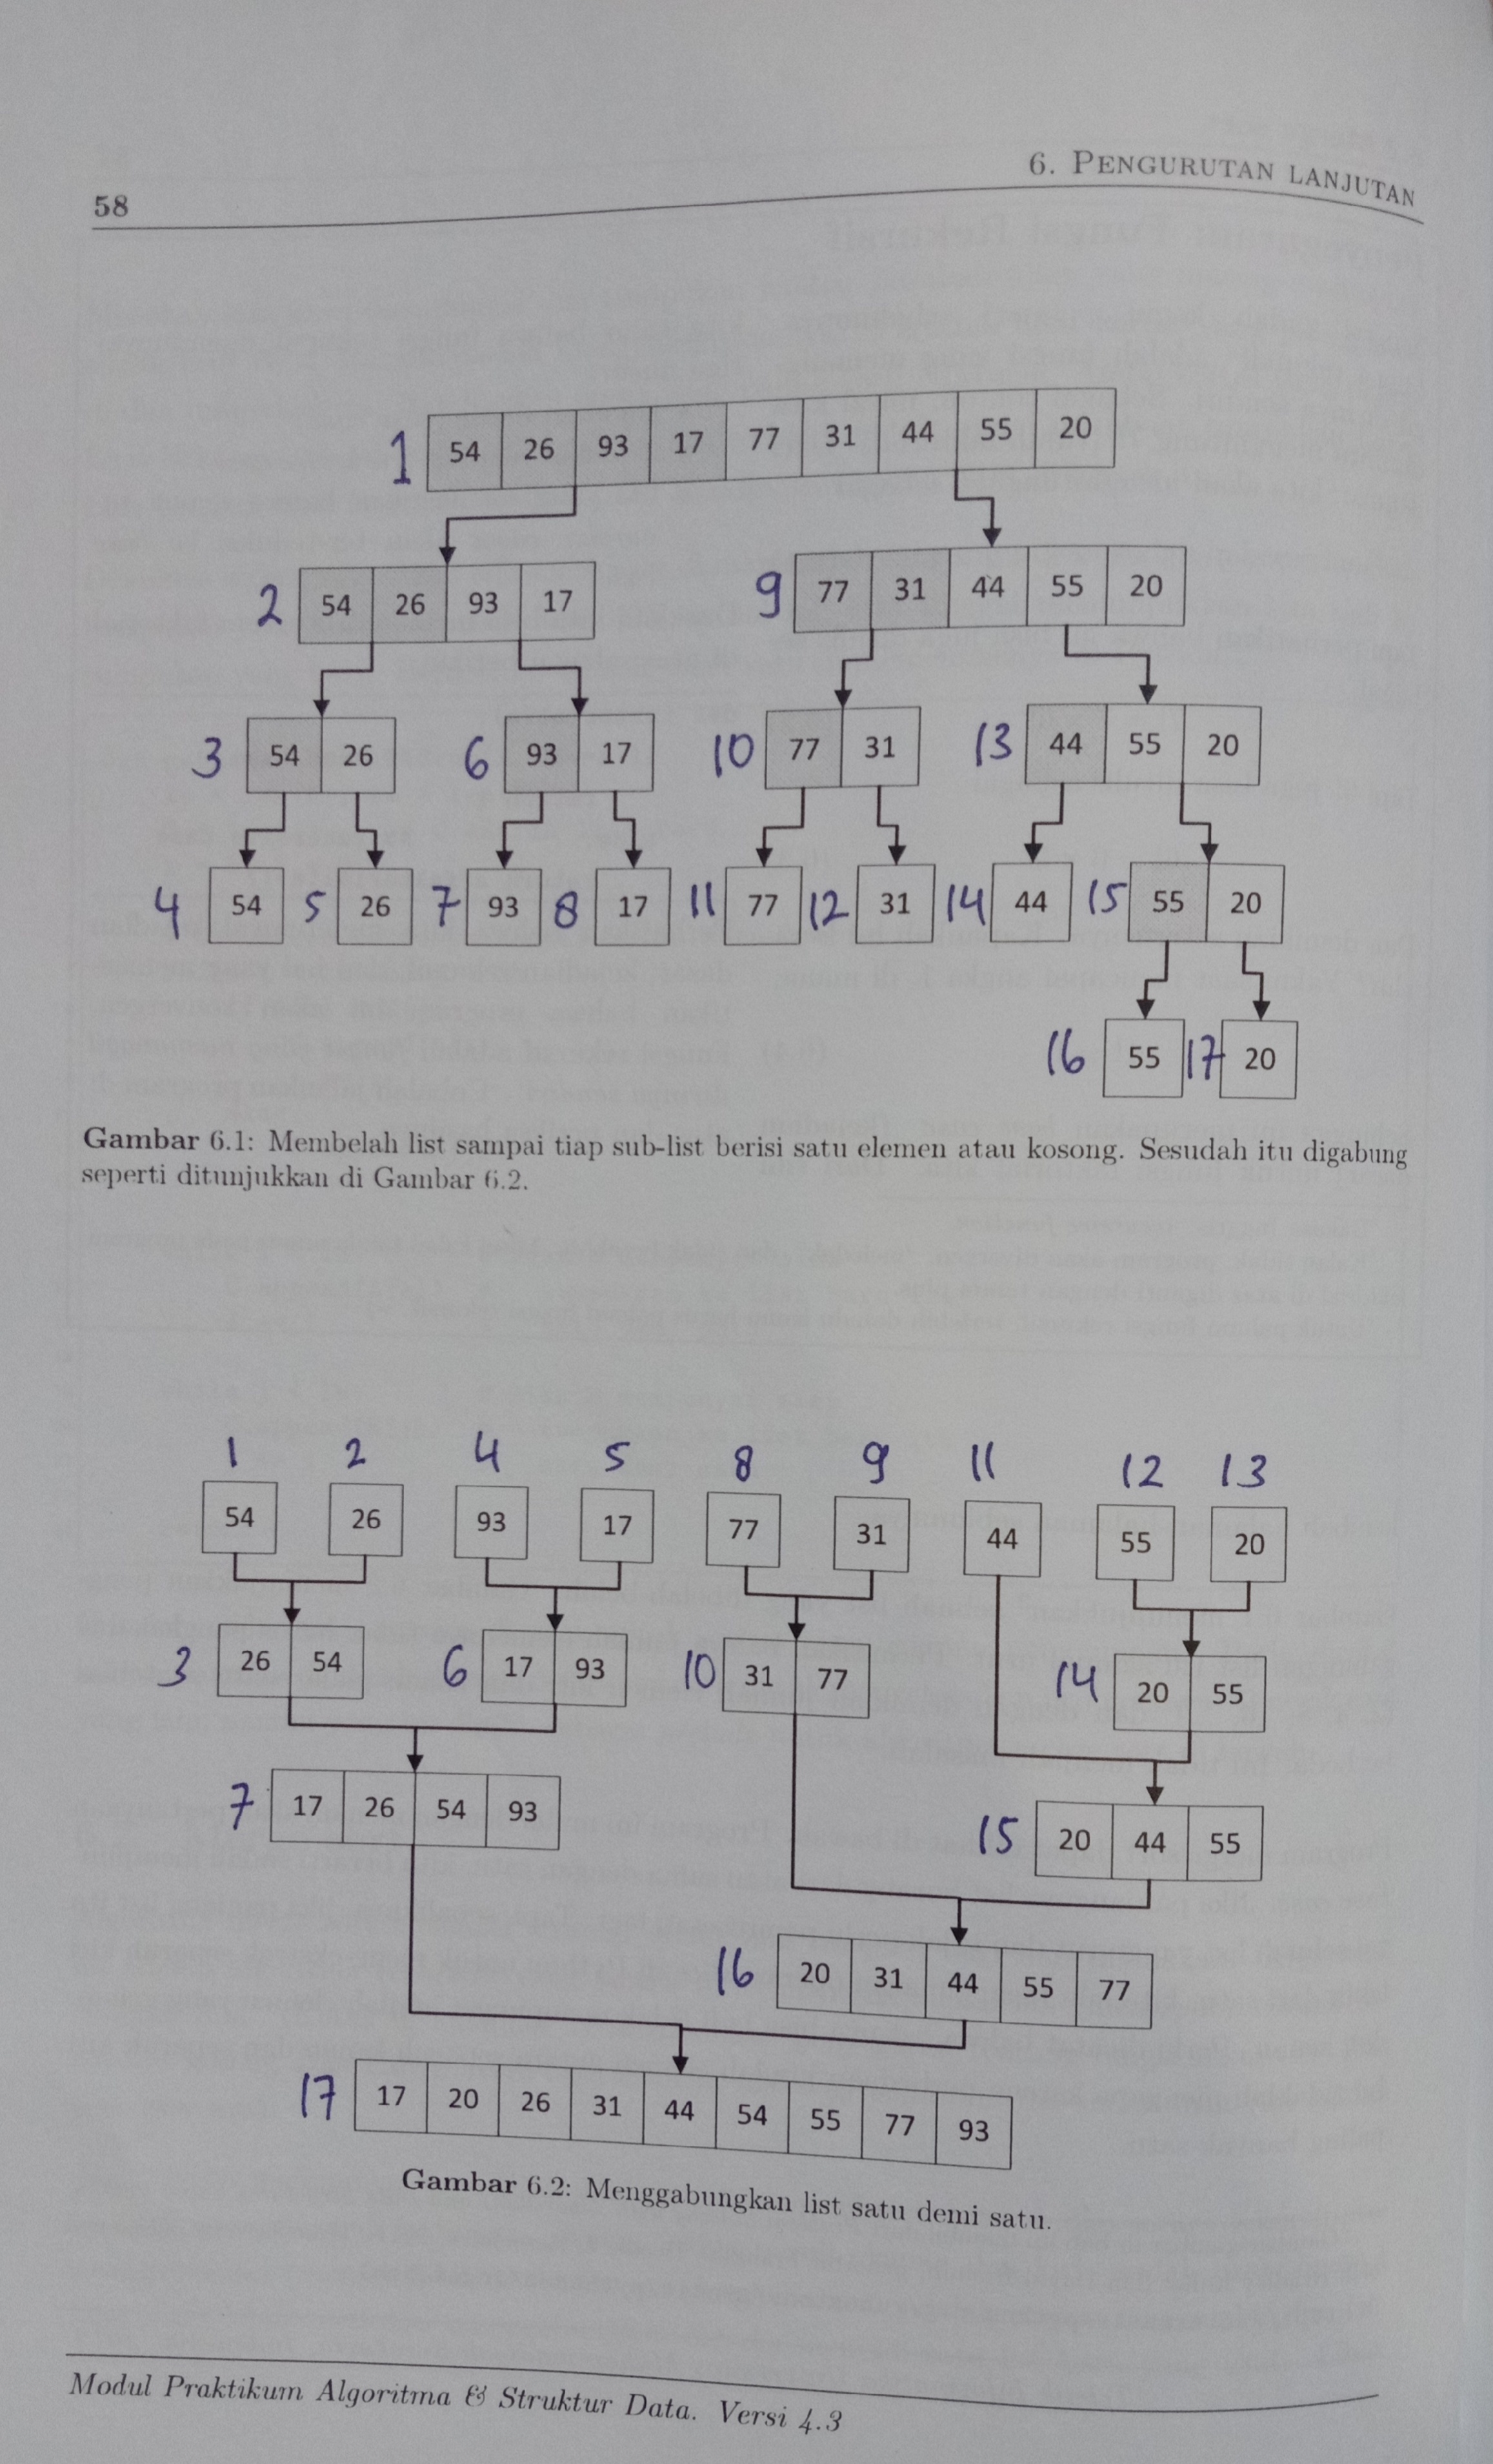 58
6. PENGURUTAN LANJUTAN
1 54 26 93 17 77 31 44 55 20
2 54 26 93 17 9 77 31 44 55 20
3 54 26 6 93 17 10 77 31 13 44 55 20
4 54 5 26 7 93 8 17 11 77 12 31 14 44 15 55 20
16 55 17 20
Gambar 6.1: Membelah list sampai tiap sub-list berisi satu elemen atau kosong. Sesudah itu digabung
seperti ditunjukkan di Gambar 6.2.
1 2 4 5 8 9 11 12 13
54 26 93 17 77 31 44 55 20
3 26 54 6 17 93 10 31 77 14 20 55
7 17 26 54 93 15 20 44 55
16 20 31 44 55 77
17 17 20 26 31 44 54 55 77 93
Gambar 6.2: Menggabungkan list satu demi satu.
Modul Praktikum Algoritma & Struktur Data. Versi 4.3